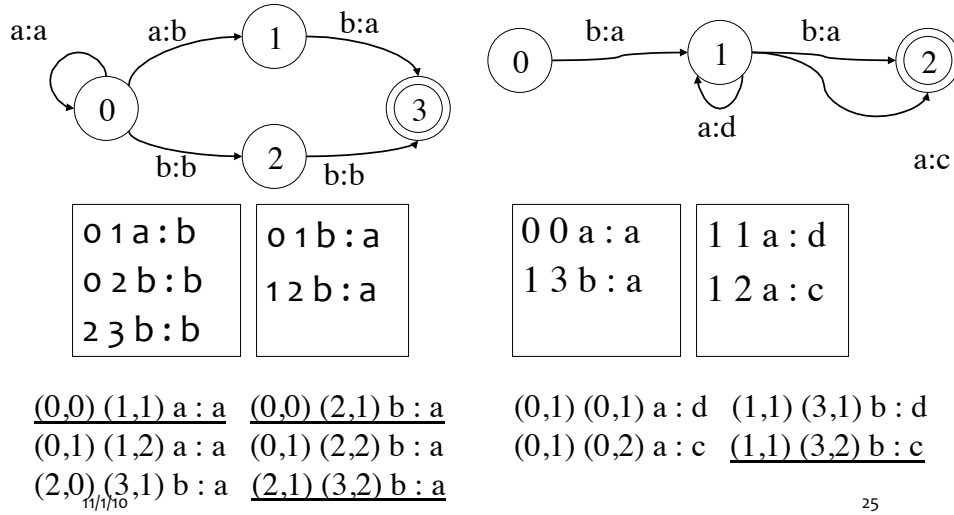 a:a
a:b
1
b:a
0
3
b:b
2
b:b
0
b:a
1
b:a
2
a:d
a:c
0 1 a : b
0 2 b : b
2 3 b : b
0 1 b : a
1 2 b : a
0 0 a : a
1 3 b : a
1 1 a : d
1 2 a : c
(0,0) (1,1) a : a (0,0) (2,1) b : a
(0,1) (1,2) a : a (0,1) (2,2) b : a
(2,0) (3,1) b : a (2,1) (3,2) b : a
(0,1) (0,1) a : d (1,1) (3,1) b : d
(0,1) (0,2) a : c (1,1) (3,2) b : c
11/1/10
25